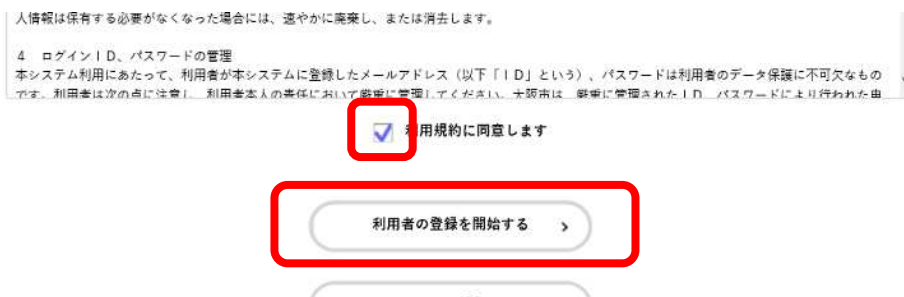 人情報は保有する必要がなくなった場合には、速やかに廃棄し、または消去します。
4 ログインID、パスワードの管理
本システム利用にあたって、利用者が本システムに登録したメールアドレス(以下「ID」という)、パスワードは利用者のデータ保護に不可欠なもの
です。利用者は次の点に注意し、利用者本人の責任において厳重に管理してください。大阪市は、厳重に管理されたID、パスワードにより行われた申
利用規約に同意します
利用者の登録を開始する